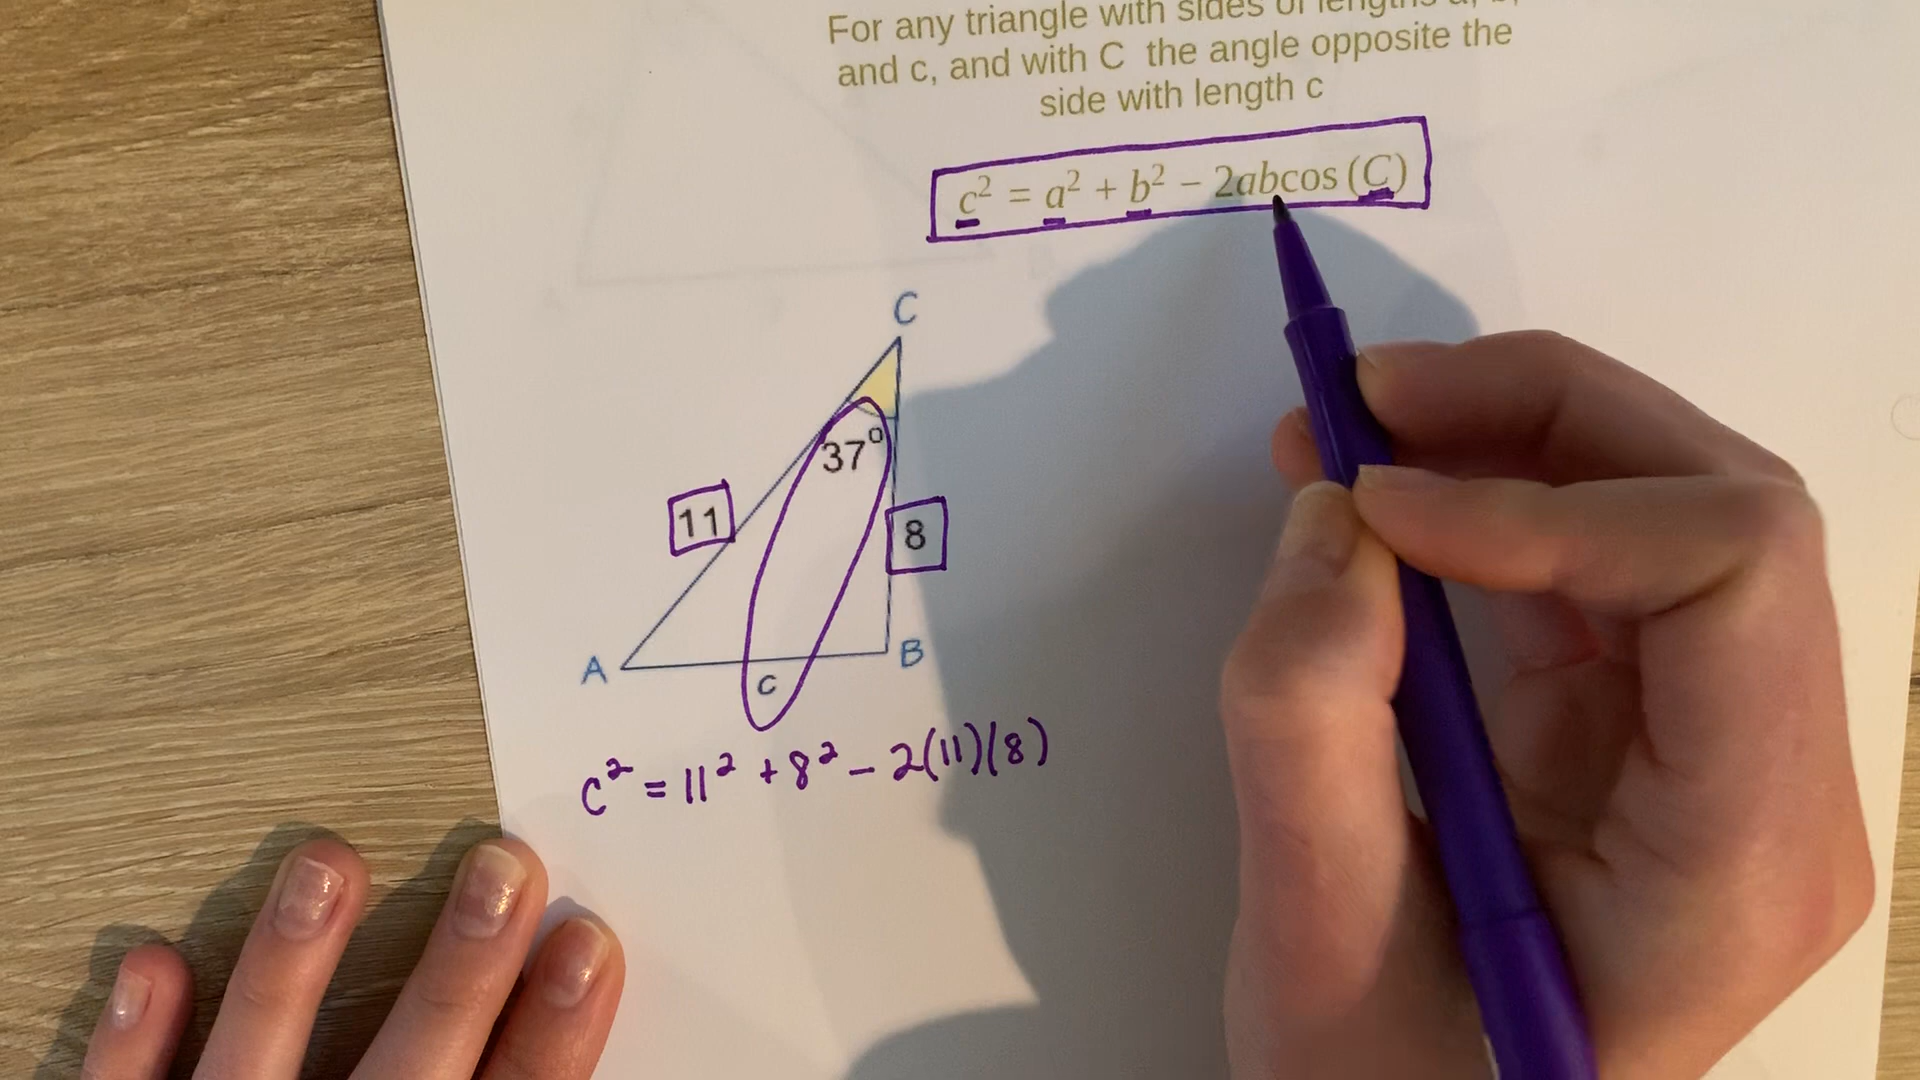 For any triangle with sides of lengths a, b,
and c, and with C the angle opposite the
side with length c
c² = a² + b² − 2abcos (C)
C
37°
11
8
A
B
c
c² = 11² + 8² − 2(11)(8)